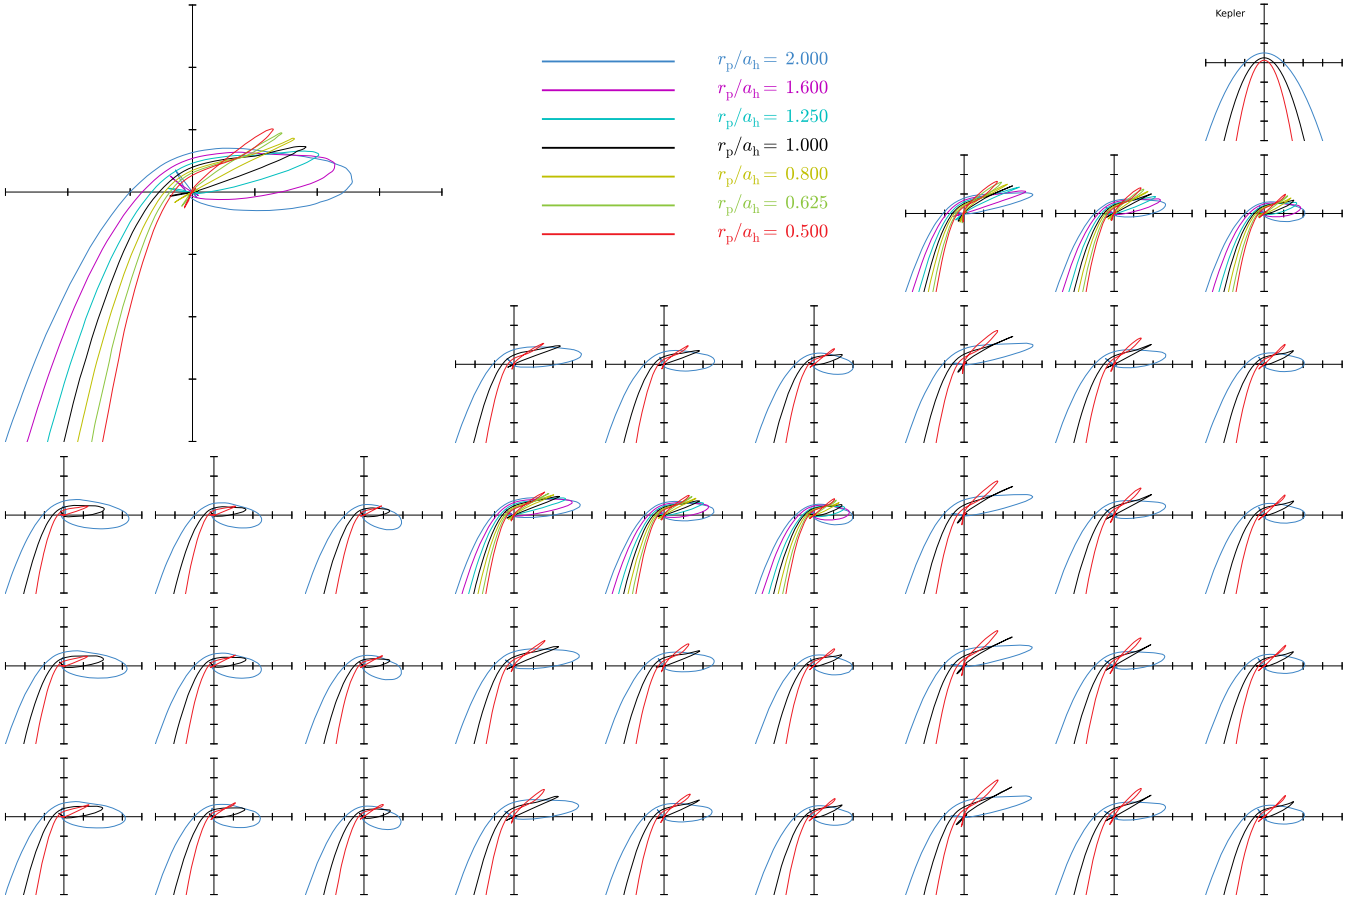 Kepler
r_p/a_h = 2.000
r_p/a_h = 1.600
r_p/a_h = 1.250
r_p/a_h = 1.000
r_p/a_h = 0.800
r_p/a_h = 0.625
r_p/a_h = 0.500